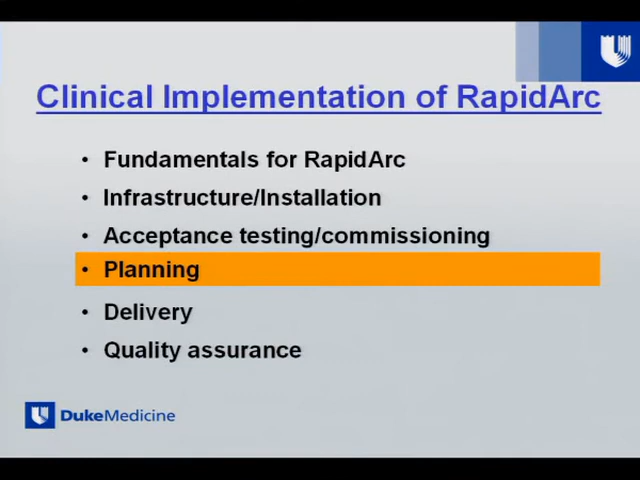 Clinical Implementation of RapidArc
• Fundamentals for RapidArc
• Infrastructure/Installation
• Acceptance testing/commissioning
• Planning
• Delivery
• Quality assurance
DukeMedicine